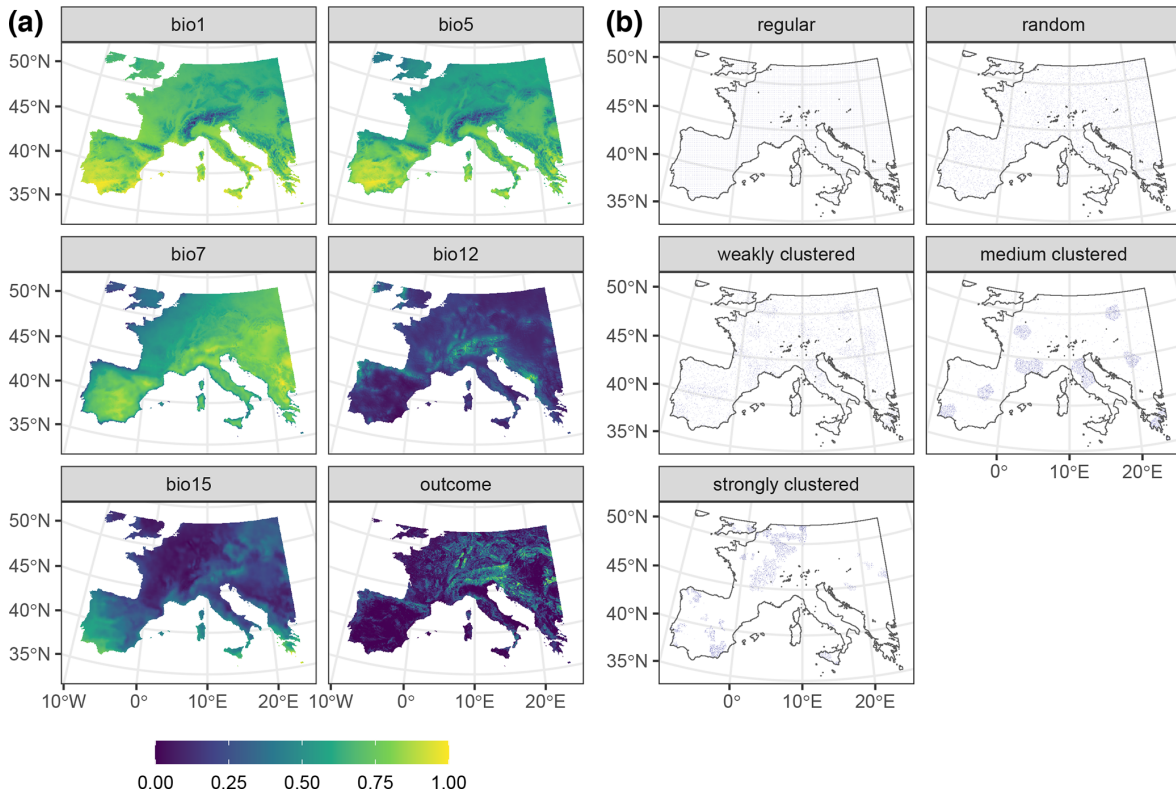 (a)
bio1
bio5
50°N
45°N
40°N
35°N
bio7
bio12
50°N
45°N
40°N
35°N
bio15
outcome
50°N
45°N
40°N
35°N
10°W 0° 10°E 20°E
10°W 0° 10°E 20°E
0.00 0.25 0.50 0.75 1.00
(b)
regular
random
50°N
45°N
40°N
35°N
weakly clustered
medium clustered
50°N
45°N
40°N
35°N
0° 10°E 20°E
strongly clustered
50°N
45°N
40°N
35°N
0° 10°E 20°E